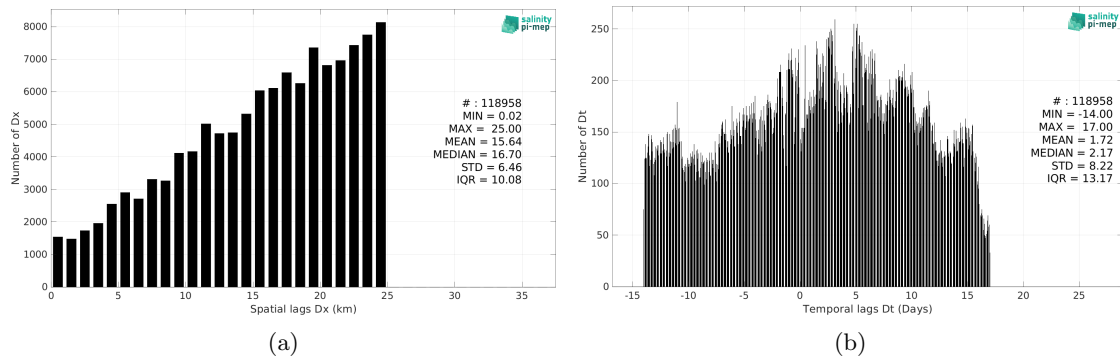 8000
7000
6000
5000
4000
3000
2000
1000
0
Number of Dx
salinity
pi-mep
# : 118958
MIN = 0.02
MAX = 25.00
MEAN = 15.64
MEDIAN = 16.70
STD = 6.46
IQR = 10.08
0 5 10 15 20 25 30 35
Spatial lags Dx (km)
(a)
250
200
150
100
50
0
Number of Dt
salinity
pi-mep
# : 118958
MIN = -14.00
MAX = 17.00
MEAN = 1.72
MEDIAN = 2.17
STD = 8.22
IQR = 13.17
-15 -10 -5 0 5 10 15 20 25
Temporal lags Dt (Days)
(b)